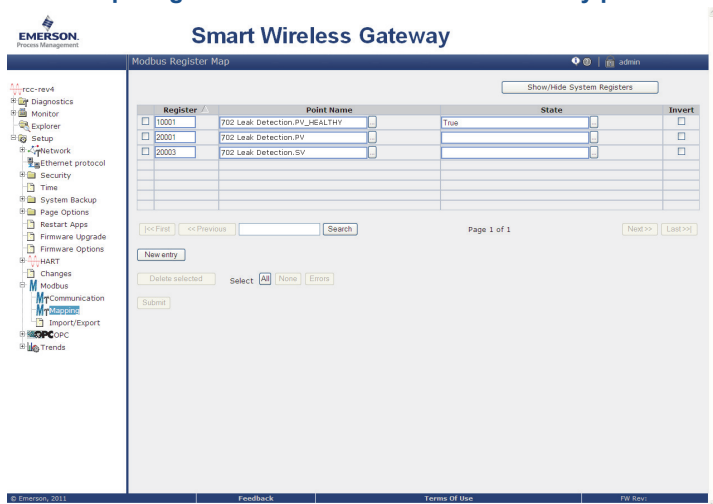 EMERSON.
Process Management
Smart Wireless Gateway
Modbus Register Map
admin
rcc-rev4
Diagnostics
Monitor
Explorer
Setup
Network
Ethernet protocol
Security
Time
System Backup
Page Options
Restart Apps
Firmware Upgrade
Firmware Options
HART
Changes
Modbus
Communication
Mapping
Import/Export
OPC OPC
Trends
Show/Hide System Registers
Register Point Name State Invert
10001 702 Leak Detection.PV_HEALTHY ... True ...
20001 702 Leak Detection.PV ... ...
20003 702 Leak Detection.SV ... ...
|<< First << Previous Search Page 1 of 1 Next >> Last >>|
New entry
Delete selected Select All None Errors
Submit
© Emerson, 2011 Feedback Terms Of Use FW Rev: